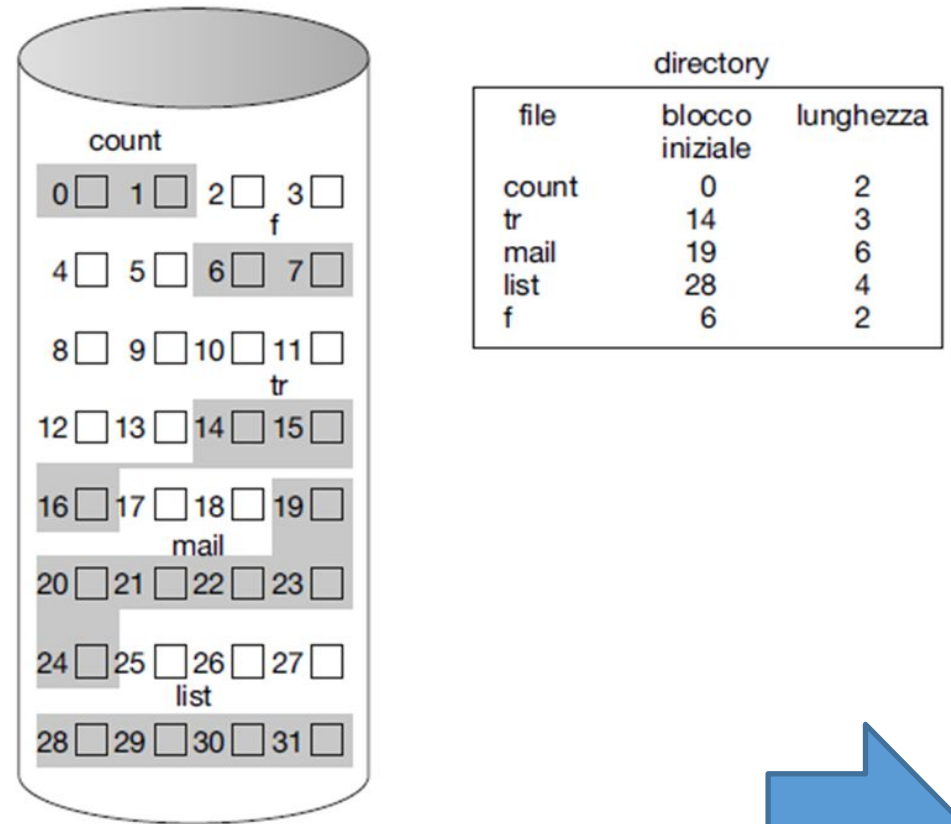 count
0 1 2 3
f
4 5 6 7
8 9 10 11
tr
12 13 14 15
16 17 18 19
mail
20 21 22 23
24 25 26 27
list
28 29 30 31
directory
file blocco iniziale lunghezza
count 0 2
tr 14 3
mail 19 6
list 28 4
f 6 2